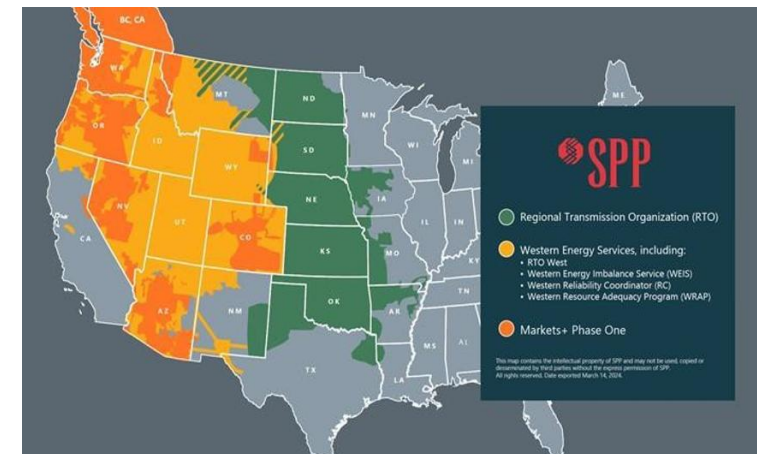 BC, CA
WA
MT
ND
MN
ME
OR
ID
SD
WI
MI
WY
NE
IA
NV
UT
CO
IL
IN
CA
KS
MO
KY
AZ
NM
OK
AR
TN
MS
AL
TX
LA
SPP
Regional Transmission Organization (RTO)
Western Energy Services, including:
• RTO West
• Western Energy Imbalance Service (WEIS)
• Western Reliability Coordinator (RC)
• Western Resource Adequacy Program (WRAP)
Markets+ Phase One
This map contains the intellectual property of SPP and may not be used, copied or
disseminated by third parties without the express permission of SPP.
All rights reserved. Date exported March 14, 2024.